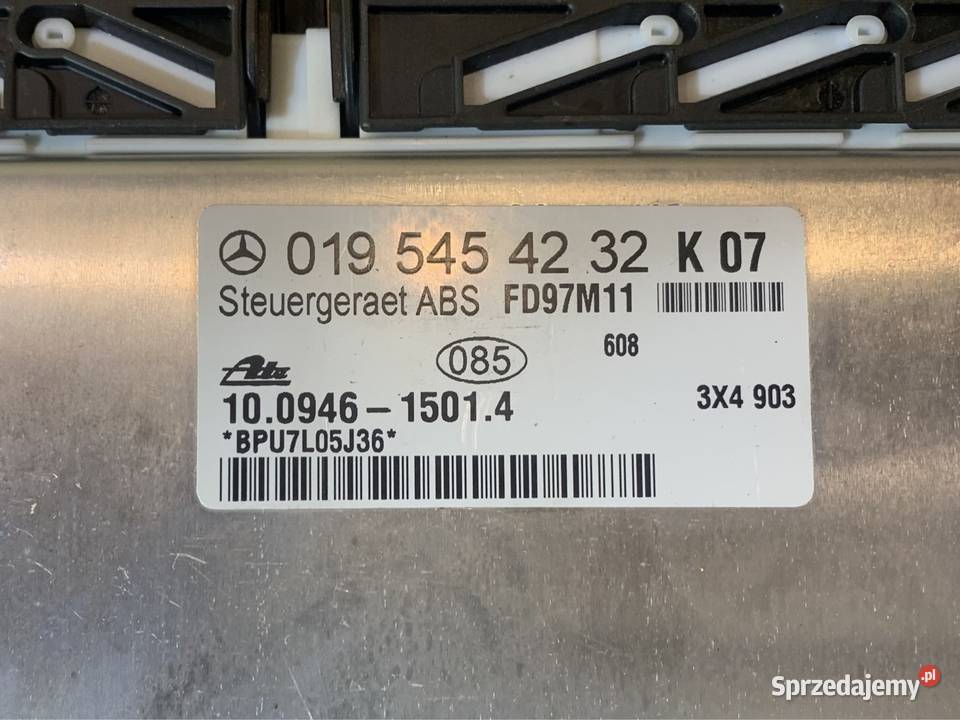 019 545 42 32 K 07
Steuergeraet ABS FD97M11
608
Ate 085
10.0946-1501.4
3X4 903
*BPU7L05J36*
Sprzedajemy.pl